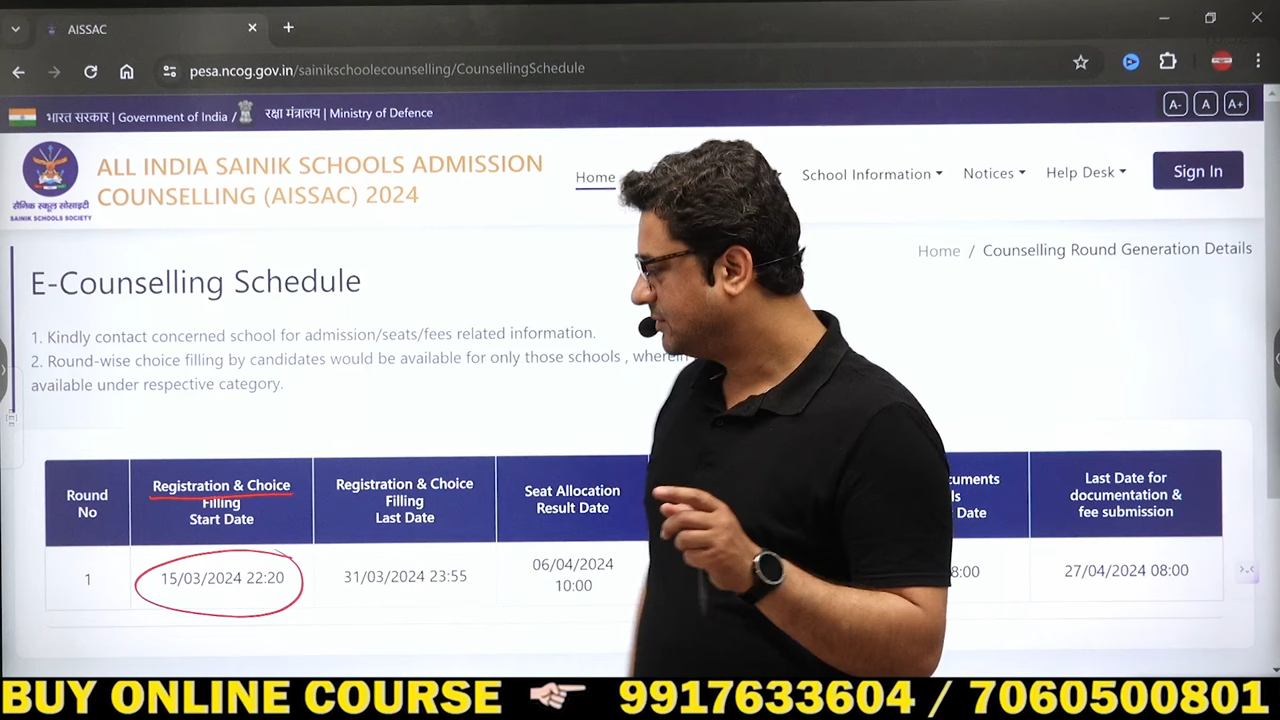 AISSAC
pesa.ncog.gov.in/sainikschoolecounselling/CounsellingSchedule
भारत सरकार | Government of India / रक्षा मंत्रालय | Ministry of Defence
A- A A+
ALL INDIA SAINIK SCHOOLS ADMISSION
COUNSELLING (AISSAC) 2024
सैनिक स्कूल सोसाइटी
SAINIK SCHOOLS SOCIETY
Home School Information Notices Help Desk Sign In
Home / Counselling Round Generation Details
E-Counselling Schedule
1. Kindly contact concerned school for admission/seats/fees related information.
2. Round-wise choice filling by candidates would be available for only those schools , wherein
available under respective category.
Round
No
Registration & Choice
Filling
Start Date
Registration & Choice
Filling
Last Date
Seat Allocation
Result Date
Date
Last Date for
documentation &
fee submission
1
15/03/2024 22:20
31/03/2024 23:55
06/04/2024
10:00
8:00
27/04/2024 08:00
BUY ONLINE COURSE 9917633604 / 7060500801